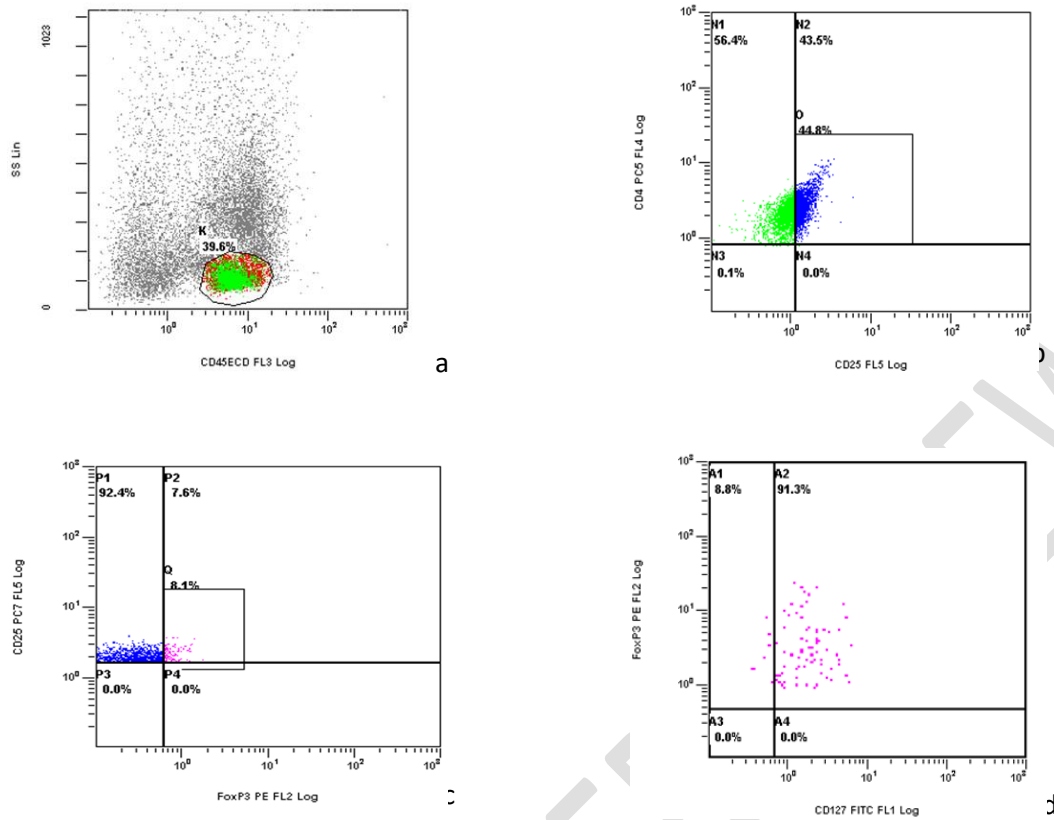 1023
SS Lin
0
K
39.6%
10⁰ 10¹ 10² 10³
CD45ECD FL3 Log
a
N1 N2
56.4% 43.5%
O
44.8%
N3 N4
0.1% 0.0%
10³
10²
10¹
10⁰
CD4 PC5 FL4 Log
10⁰ 10¹ 10² 10³
CD25 FL5 Log
P1 P2
92.4% 7.6%
Q
8.1%
P3 P4
0.0% 0.0%
10³
10²
10¹
10⁰
CD25 PC7 FL5 Log
10⁰ 10¹ 10² 10³
FoxP3 PE FL2 Log
c
A1 A2
8.8% 91.3%
A3 A4
0.0% 0.0%
10³
10²
10¹
10⁰
FoxP3 PE FL2 Log
10⁰ 10¹ 10² 10³
CD127 FITC FL1 Log
d